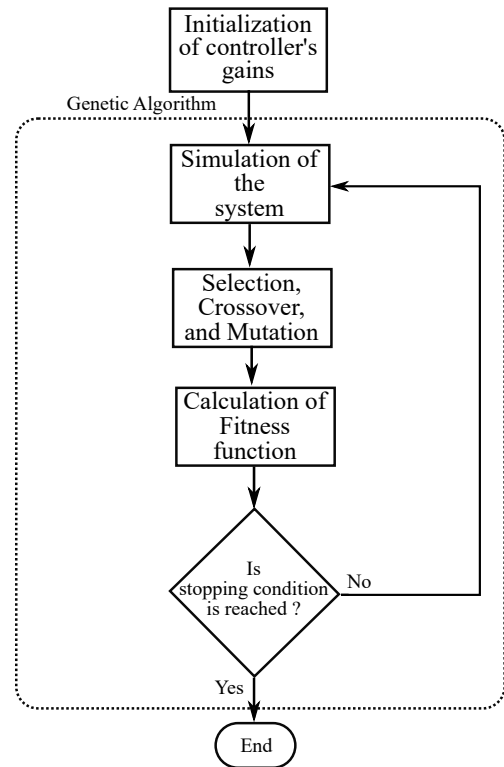 Initialization
of controller's
gains
Genetic Algorithm
Simulation of
the
system
Selection,
Crossover,
and Mutation
Calculation of
Fitness
function
Is
stopping condition
is reached ?
No
Yes
End